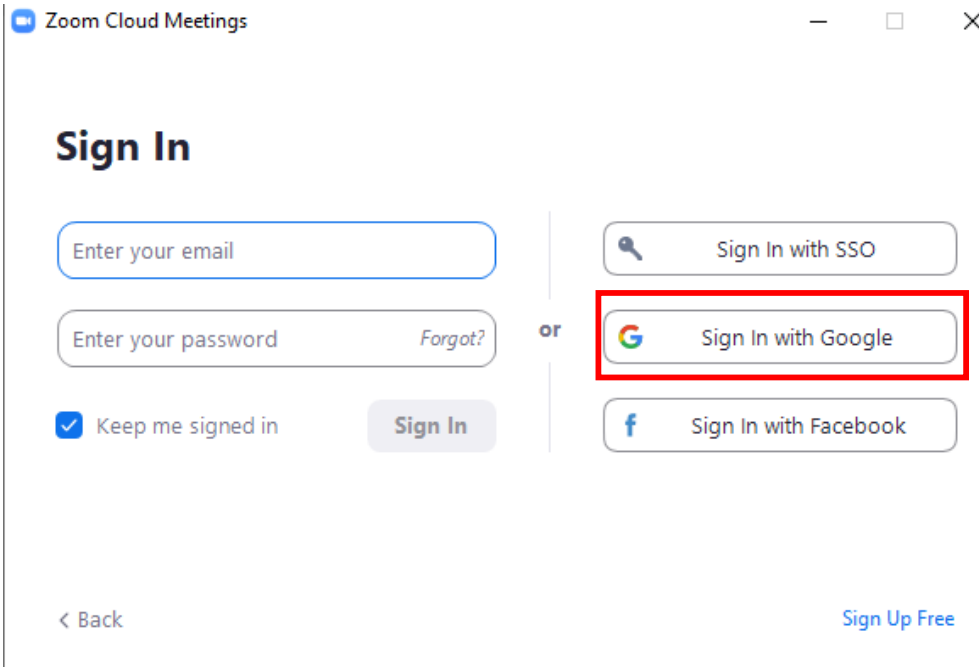 Zoom Cloud Meetings
Sign In
Enter your email
Enter your password Forgot?
Keep me signed in Sign In
or
Sign In with SSO
Sign In with Google
Sign In with Facebook
< Back
Sign Up Free